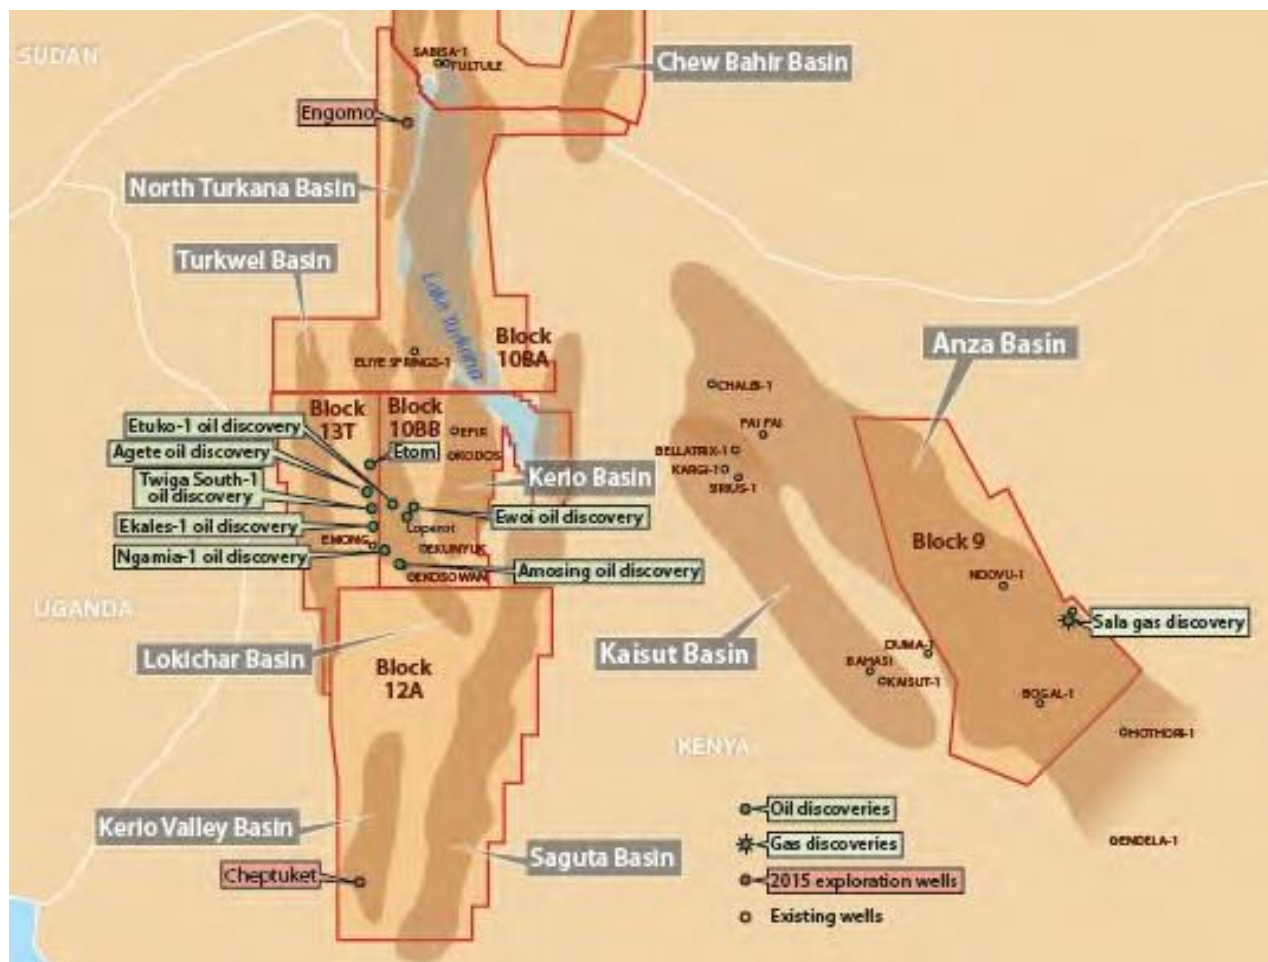 SUDAN
SABISA-1
TULTULE
Chew Bahir Basin
Engomo
North Turkana Basin
Turkwel Basin
Lake Turkana
Block
10BA
ELIYE SPRINGS-1
Anza Basin
CHALBI-1
Block
13T
Block
10BB
Etuko-1 oil discovery
EPIR
PAI PAI
Agete oil discovery
Etom
KODOS
BELLATRIX-1
Twiga South-1
oil discovery
Kerio Basin
KARGI-1
SIRIUS-1
Ekales-1 oil discovery
Loperot
Ewoi oil discovery
EMONG
EKUNYUK
Block 9
Ngamia-1 oil discovery
EKOSOWAN
Amosing oil discovery
NDOVU-1
UGANDA
Sala gas discovery
Lokichar Basin
Block
12A
Kaisut Basin
DUMA-1
BAHASI
KAISUT-1
BOGAL-1
KENYA
HOTHORI-1
Kerio Valley Basin
Oil discoveries
Gas discoveries
ENDELA-1
Saguta Basin
Cheptuket
2015 exploration wells
Existing wells